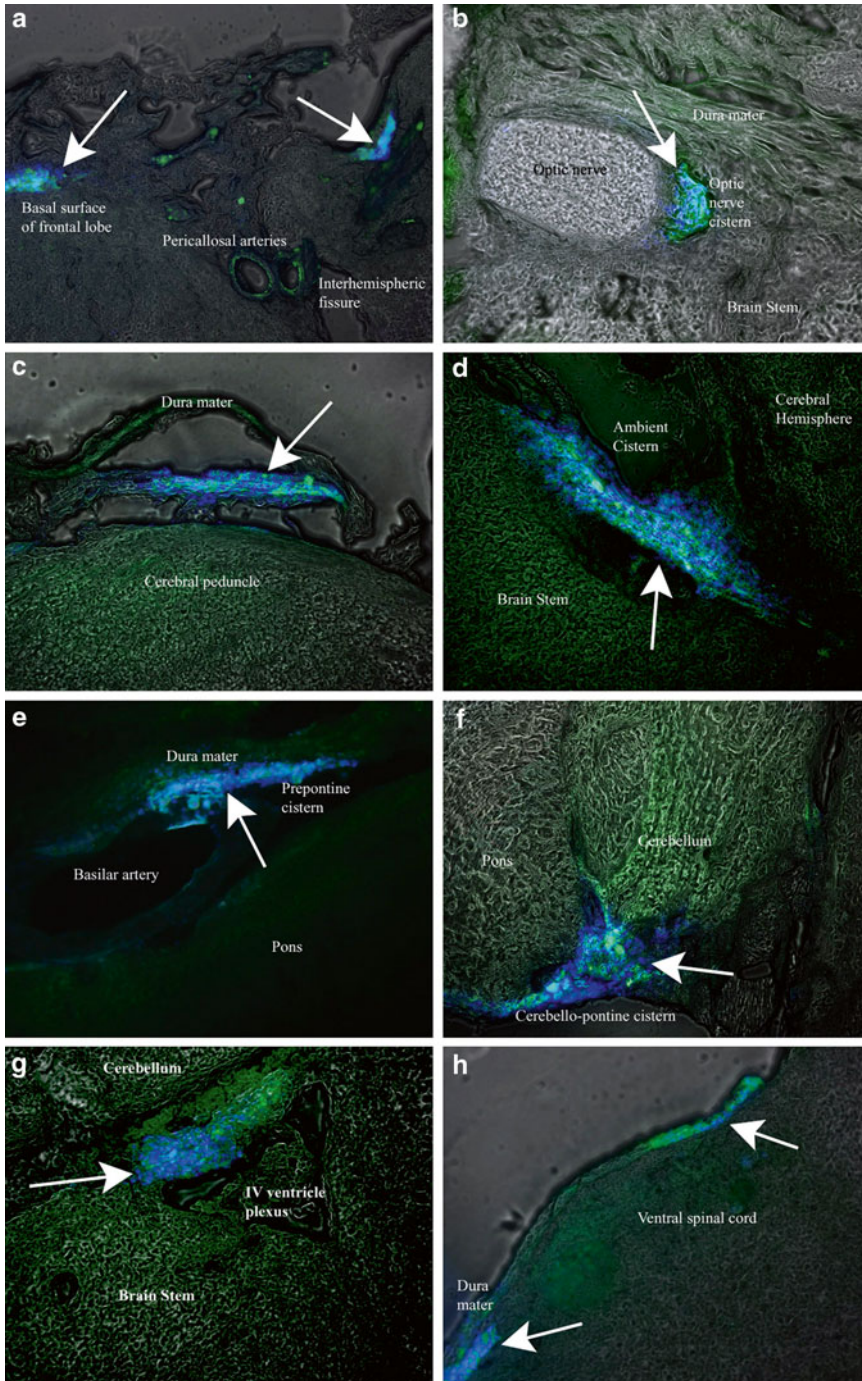 a
Basal surface
of frontal lobe
Pericallosal arteries
Interhemispheric
fissure
b
Dura mater
Optic nerve
Optic
nerve
cistern
Brain Stem
c
Dura mater
Cerebral peduncle
d
Ambient
Cistern
Cerebral
Hemisphere
Brain Stem
e
Dura mater
Prepontine
cistern
Basilar artery
Pons
f
Pons
Cerebellum
Cerebello-pontine cistern
g
Cerebellum
IV ventricle
plexus
Brain Stem
h
Ventral spinal cord
Dura
mater